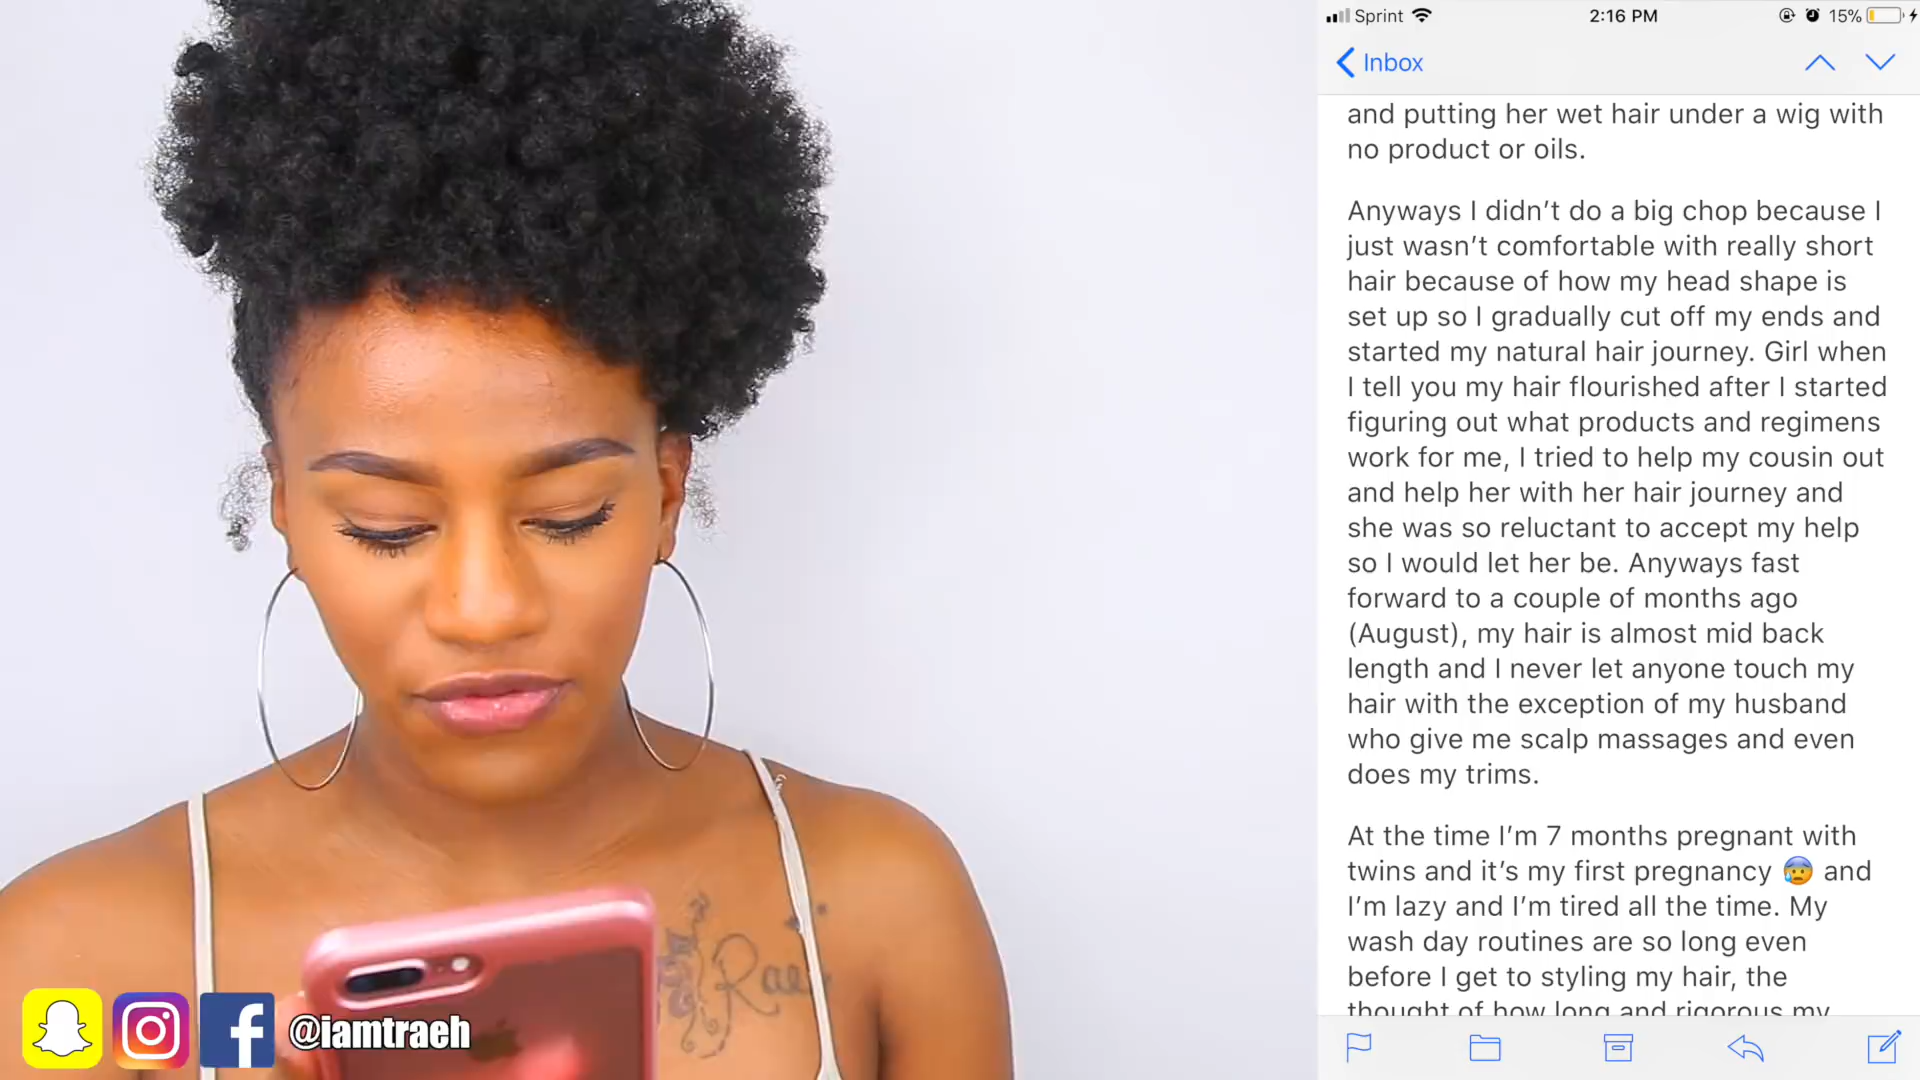 Sprint
2:16 PM
15%
Inbox
and putting her wet hair under a wig with
no product or oils.
Anyways I didn’t do a big chop because I
just wasn’t comfortable with really short
hair because of how my head shape is
set up so I gradually cut off my ends and
started my natural hair journey. Girl when
I tell you my hair flourished after I started
figuring out what products and regimens
work for me, I tried to help my cousin out
and help her with her hair journey and
she was so reluctant to accept my help
so I would let her be. Anyways fast
forward to a couple of months ago
(August), my hair is almost mid back
length and I never let anyone touch my
hair with the exception of my husband
who give me scalp massages and even
does my trims.
At the time I’m 7 months pregnant with
twins and it’s my first pregnancy 😰 and
I’m lazy and I’m tired all the time. My
wash day routines are so long even
before I get to styling my hair, the
thought of how long and rigorous my
Rae
@iamtraeh